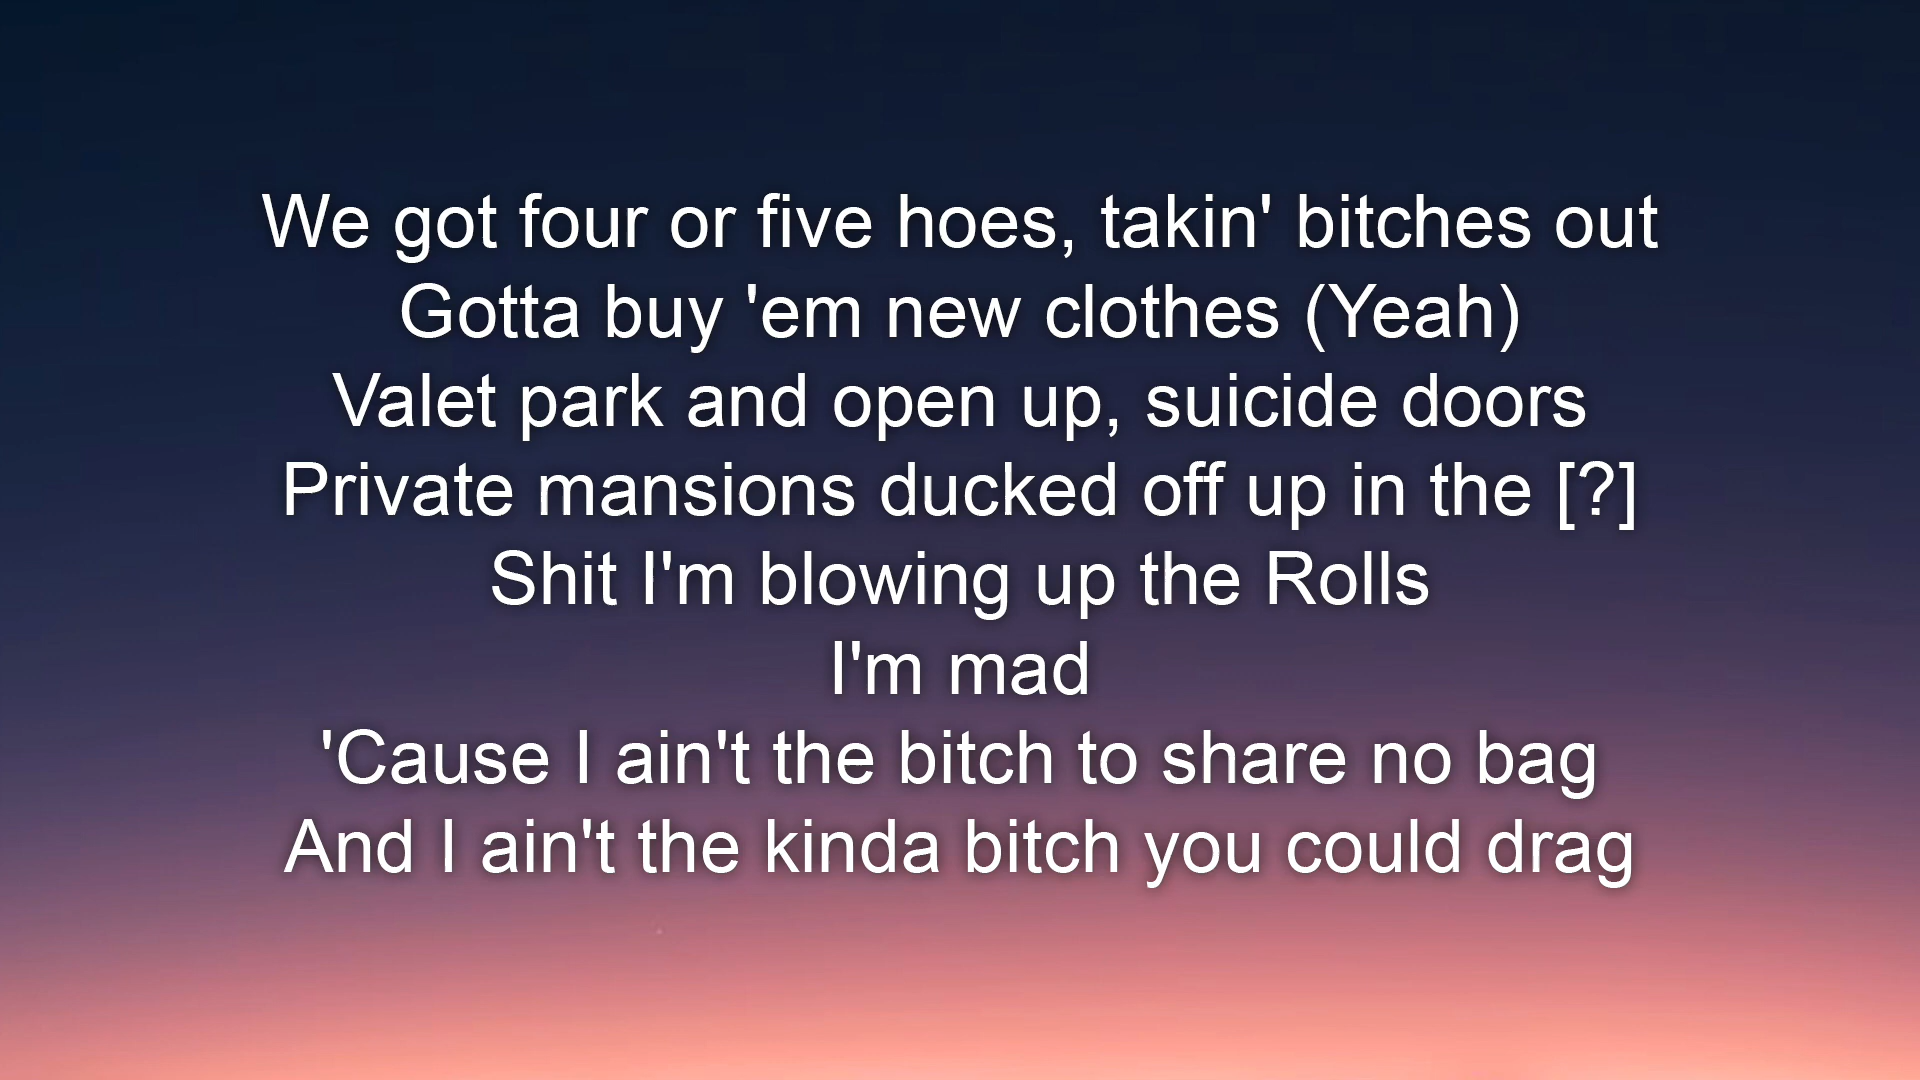 We got four or five hoes, takin' bitches out
Gotta buy 'em new clothes (Yeah)
Valet park and open up, suicide doors
Private mansions ducked off up in the [?]
Shit I'm blowing up the Rolls
I'm mad
'Cause I ain't the bitch to share no bag
And I ain't the kinda bitch you could drag